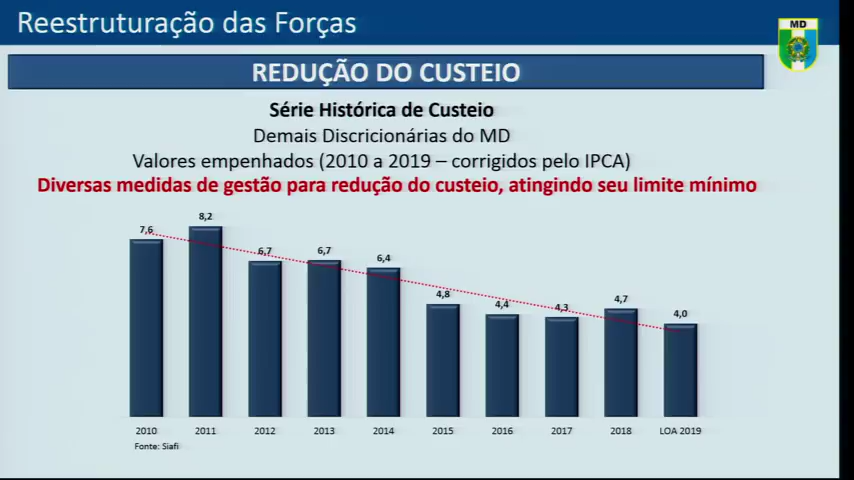 Reestruturação das Forças
MD
REDUÇÃO DO CUSTEIO
Série Histórica de Custeio
Demais Discricionárias do MD
Valores empenhados (2010 a 2019 – corrigidos pelo IPCA)
Diversas medidas de gestão para redução do custeio, atingindo seu limite mínimo
7,6 8,2 6,7 6,7 6,4 4,8 4,4 4,3 4,7 4,0
2010 2011 2012 2013 2014 2015 2016 2017 2018 LOA 2019
Fonte: Siafi